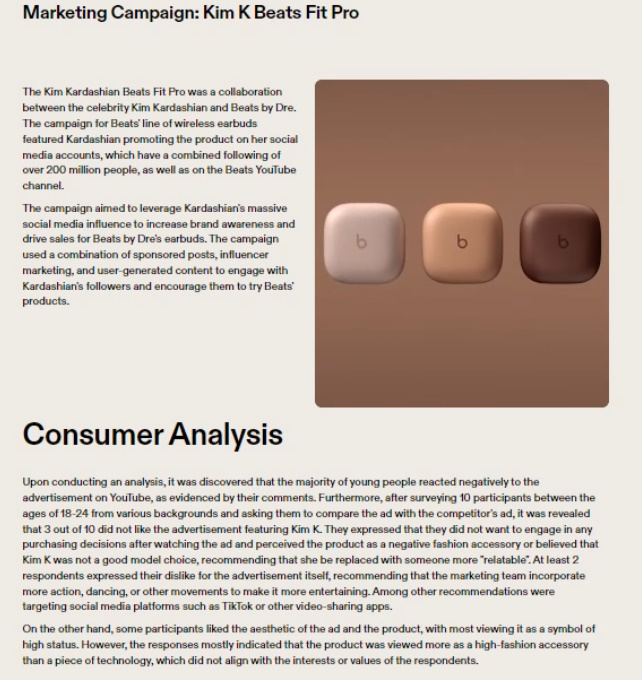 Marketing Campaign: Kim K Beats Fit Pro
The Kim Kardashian Beats Fit Pro was a collaboration
between the celebrity Kim Kardashian and Beats by Dre.
The campaign for Beats' line of wireless earbuds
featured Kardashian promoting the product on her social
media accounts, which have a combined following of
over 200 million people, as well as on the Beats YouTube
channel.
The campaign aimed to leverage Kardashian's massive
social media influence to increase brand awareness and
drive sales for Beats by Dre's earbuds. The campaign
used a combination of sponsored posts, influencer
marketing, and user-generated content to engage with
Kardashian's followers and encourage them to try Beats'
products.
b b b
Consumer Analysis
Upon conducting an analysis, it was discovered that the majority of young people reacted negatively to the
advertisement on YouTube, as evidenced by their comments. Furthermore, after surveying 10 participants between the
ages of 18-24 from various backgrounds and asking them to compare the ad with the competitor's ad, it was revealed
that 3 out of 10 did not like the advertisement featuring Kim K. They expressed that they did not want to engage in any
purchasing decisions after watching the ad and perceived the product as a negative fashion accessory or believed that
Kim K was not a good model choice, recommending that she be replaced with someone more "relatable". At least 2
respondents expressed their dislike for the advertisement itself, recommending that the marketing team incorporate
more action, dancing, or other movements to make it more entertaining. Among other recommendations were
targeting social media platforms such as TikTok or other video-sharing apps.
On the other hand, some participants liked the aesthetic of the ad and the product, with most viewing it as a symbol of
high status. However, the responses mostly indicated that the product was viewed more as a high-fashion accessory
than a piece of technology, which did not align with the interests or values of the respondents.